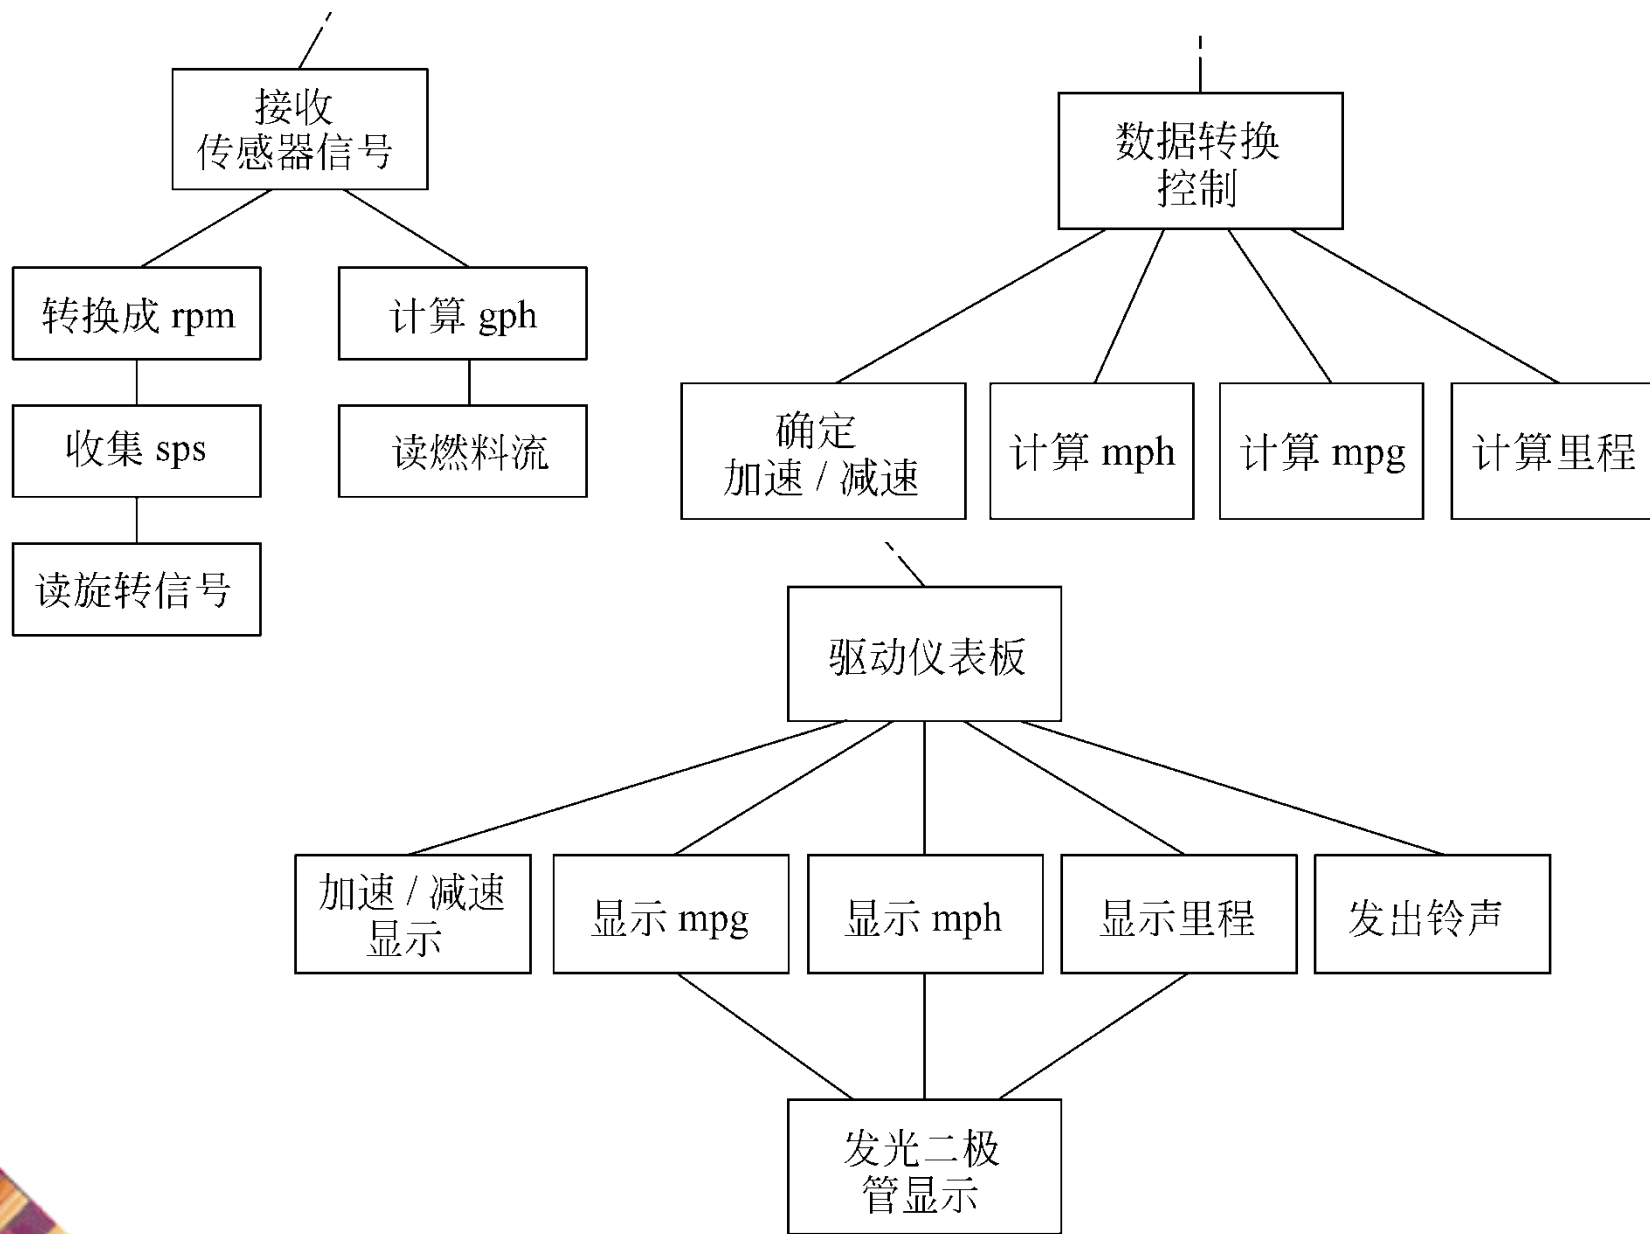 接收
传感器信号
转换成 rpm
计算 gph
收集 sps
读燃料流
读旋转信号
数据转换
控制
确定
加速 / 减速
计算 mph
计算 mpg
计算里程
驱动仪表板
加速 / 减速
显示
显示 mpg
显示 mph
显示里程
发出铃声
发光二极
管显示